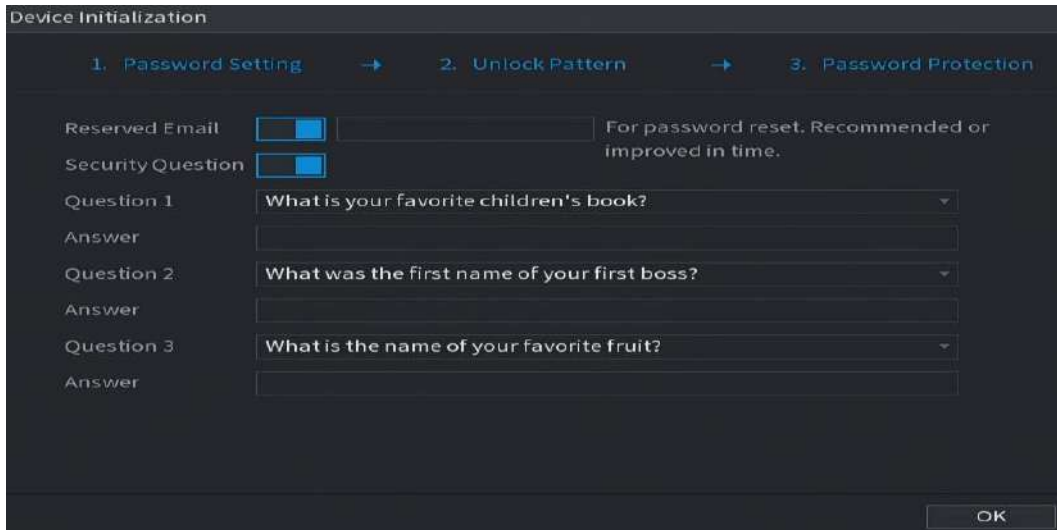 Device Initialization
1. Password Setting → 2. Unlock Pattern → 3. Password Protection
Reserved Email For password reset. Recommended or
improved in time.
Security Question
Question 1 What is your favorite children's book?
Answer
Question 2 What was the first name of your first boss?
Answer
Question 3 What is the name of your favorite fruit?
Answer
OK